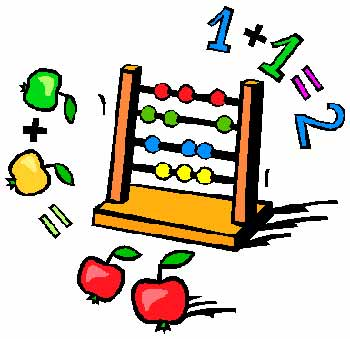 1+1=2
+
=